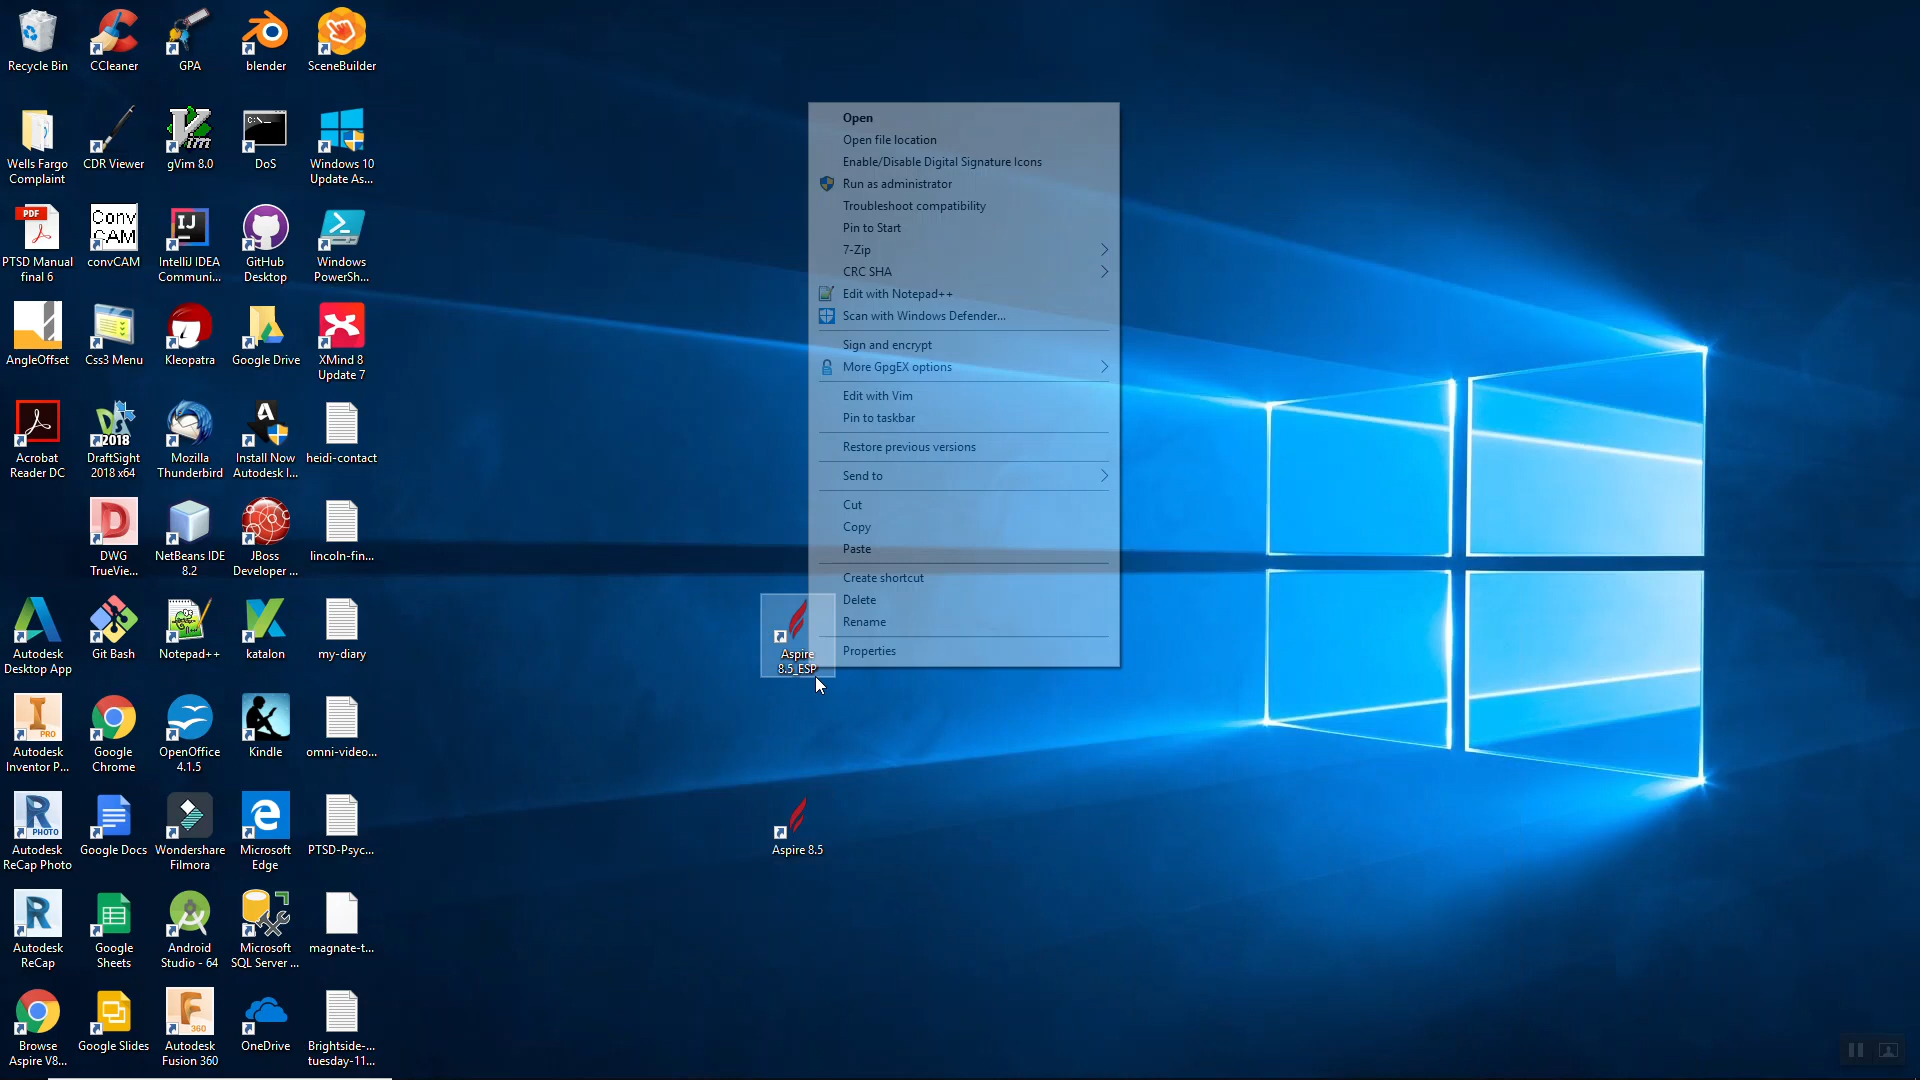 Recycle Bin
CCleaner
GPA
blender
SceneBuilder
Wells Fargo
Complaint
CDR Viewer
gVim 8.0
C:\_
DoS
Windows 10
Update As...
PDF
PTSD Manual
final 6
Conv
CAM
convCAM
IJ
IntelliJ IDEA
Communi...
GitHub
Desktop
Windows
PowerSh...
AngleOffset
Css3 Menu
Kleopatra
Google Drive
XMind 8
Update 7
Acrobat
Reader DC
DS
2018
DraftSight
2018 x64
Mozilla
Thunderbird
A
Install Now
Autodesk I...
heidi-contact
D
DWG
TrueVie...
NetBeans IDE
8.2
JBoss
Developer ...
lincoln-fin...
Autodesk
Desktop App
Git Bash
Notepad++
katalon
my-diary
I
PRO
Autodesk
Inventor P...
Google
Chrome
OpenOffice
4.1.5
Kindle
omni-video...
R
PHOTO
Autodesk
ReCap Photo
Google Docs
Wondershare
Filmora
Microsoft
Edge
PTSD-Psyc...
R
Autodesk
ReCap
Google
Sheets
Android
Studio - 64
Microsoft
SQL Server ...
magnate-t...
Browse
Aspire V8...
Google Slides
F
360
Autodesk
Fusion 360
OneDrive
Brightside-...
tuesday-11...
Open
Open file location
Enable/Disable Digital Signature Icons
Run as administrator
Troubleshoot compatibility
Pin to Start
7-Zip
CRC SHA
Edit with Notepad++
Scan with Windows Defender...
Sign and encrypt
More GpgEX options
Edit with Vim
Pin to taskbar
Restore previous versions
Send to
Cut
Copy
Paste
Create shortcut
Delete
Rename
Properties
Aspire
8.5_ESP
Aspire 8.5